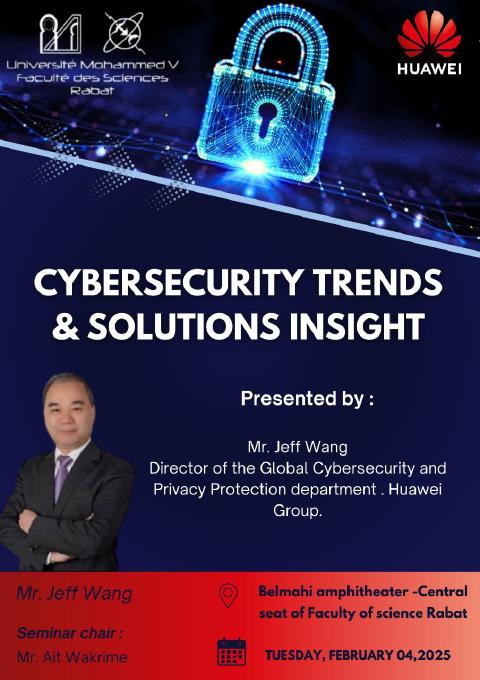 Université Mohammed V
Faculté des Sciences
Rabat
HUAWEI
CYBERSECURITY TRENDS
& SOLUTIONS INSIGHT
Presented by :
Mr. Jeff Wang
Director of the Global Cybersecurity and
Privacy Protection department . Huawei
Group.
Mr. Jeff Wang
Seminar chair :
Mr. Ait Wakrime
Belmahi amphitheater -Central
seat of Faculty of science Rabat
TUESDAY, FEBRUARY 04,2025